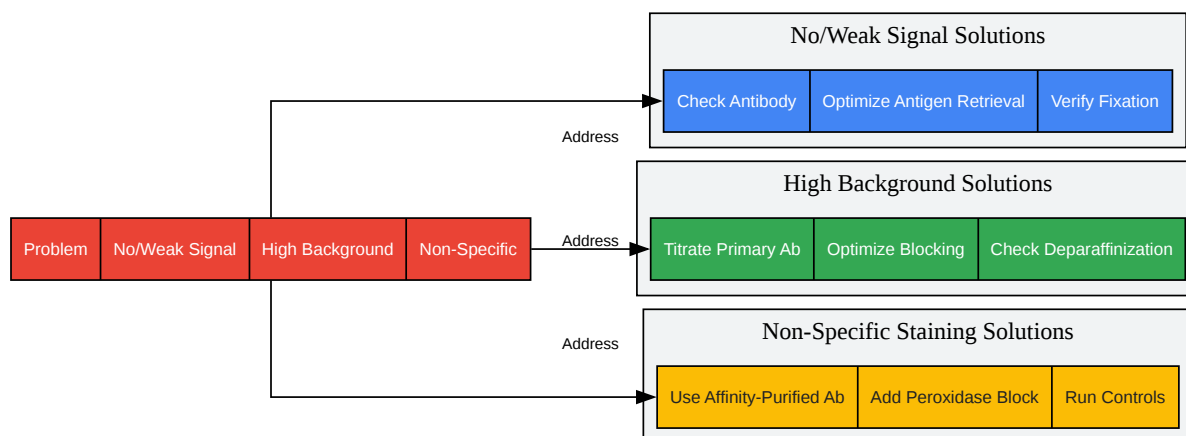 No/Weak Signal Solutions
Check Antibody Optimize Antigen Retrieval Verify Fixation
Address
High Background Solutions
Problem No/Weak Signal High Background Non-Specific
Address
Titrate Primary Ab Optimize Blocking Check Deparaffinization
Non-Specific Staining Solutions
Address
Use Affinity-Purified Ab Add Peroxidase Block Run Controls